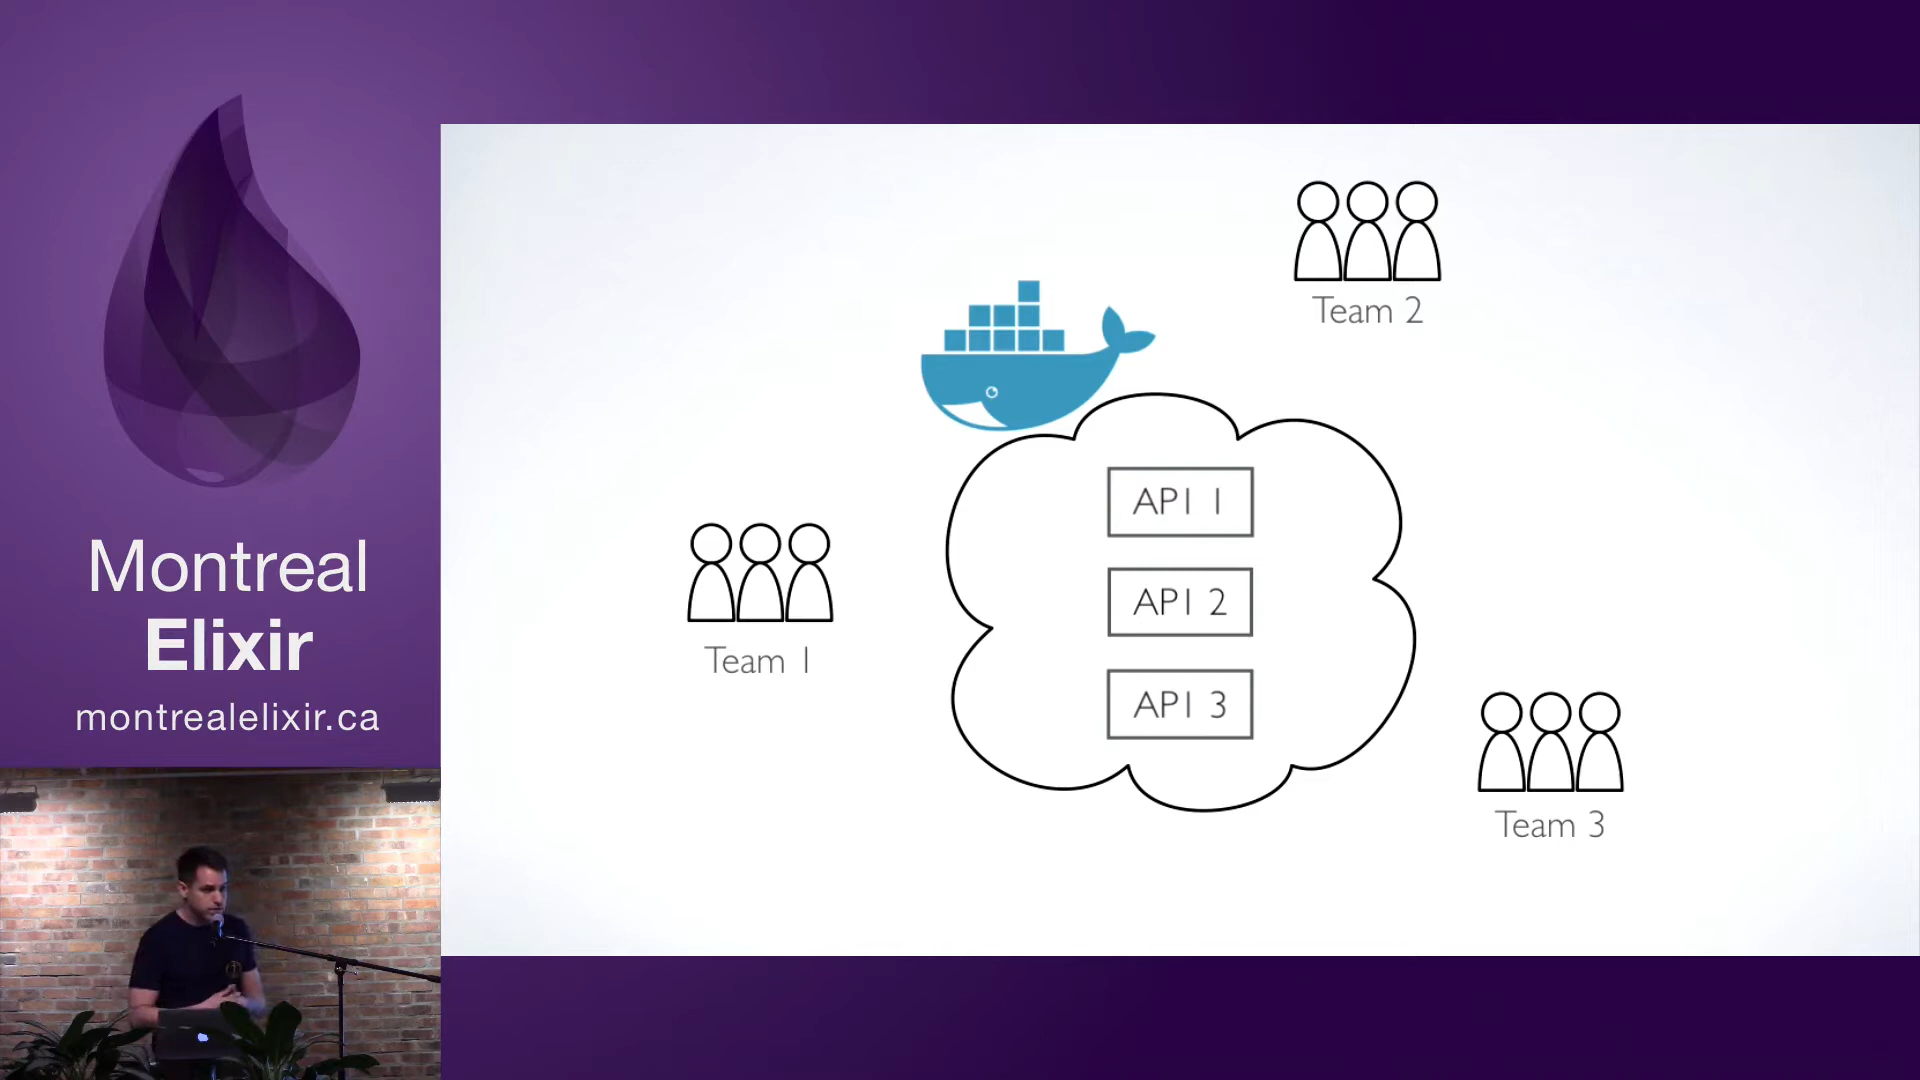 Montreal
Elixir
montrealelixir.ca
Team 2
API 1
API 2
API 3
Team 1
Team 3